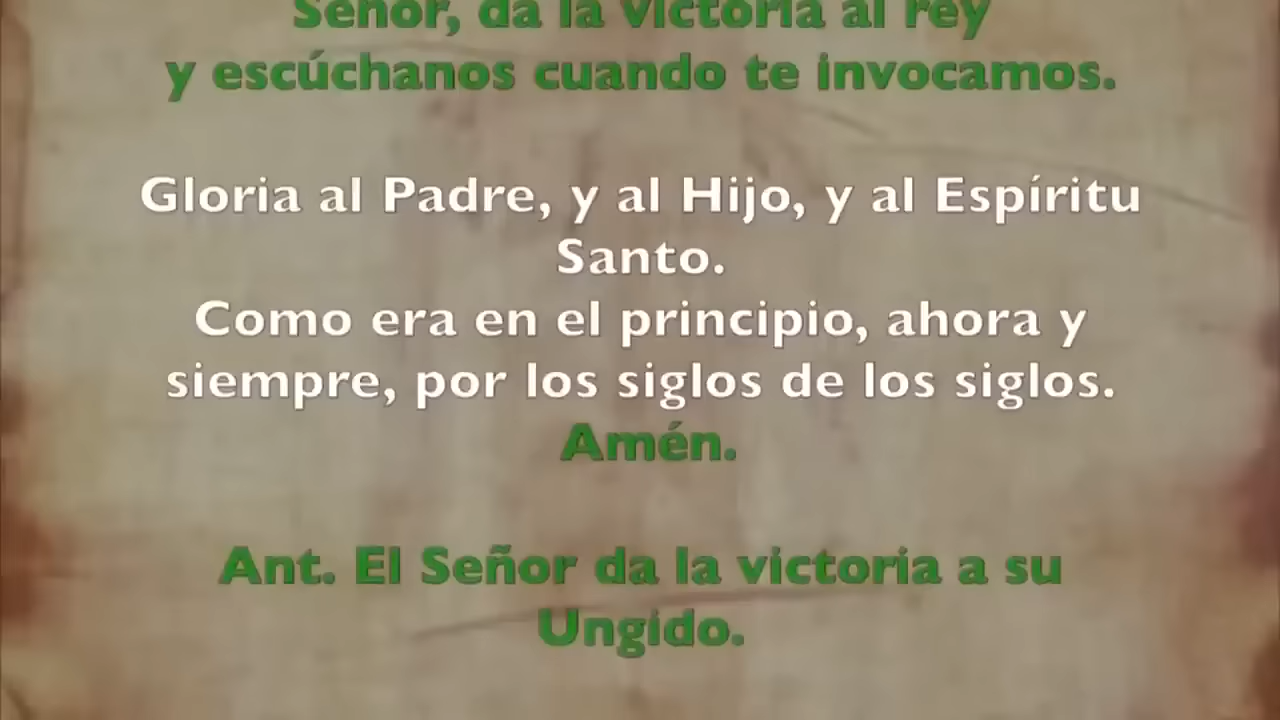 Señor, da la victoria al rey
y escúchanos cuando te invocamos.
Gloria al Padre, y al Hijo, y al Espíritu
Santo.
Como era en el principio, ahora y
siempre, por los siglos de los siglos.
Amén.
Ant. El Señor da la victoria a su
Ungido.